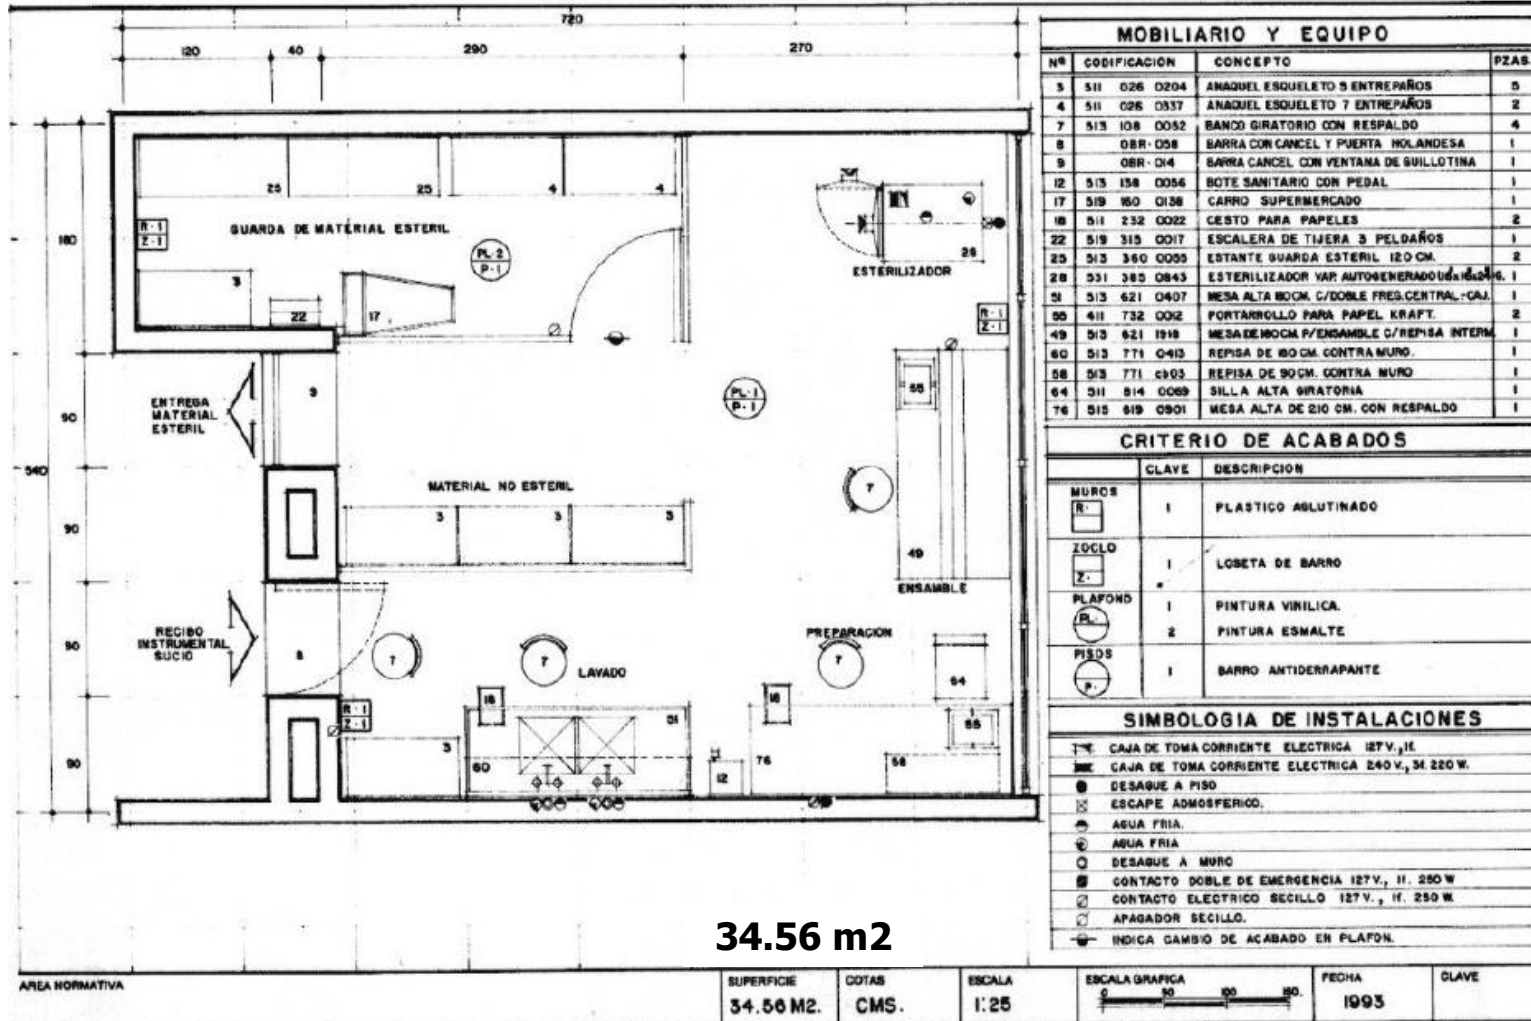 720
120
40
290
270
540
180
90
90
90
90
25
25
4
4
R-1
Z-1
GUARDA DE MATERIAL ESTERIL
PL-2
P-1
3
22
17
ESTERILIZADOR
28
R-1
Z-1
ENTREGA
MATERIAL
ESTERIL
9
PL-1
P-1
55
MATERIAL NO ESTERIL
3
3
3
7
49
ENSAMBLE
RECIBO
INSTRUMENTAL
SUCIO
8
7
7
LAVADO
PREPARACION
7
64
R-1
Z-1
3
18
51
60
12
18
76
55
58
34.56 m2
MOBILIARIO Y EQUIPO
Nº CODIFICACION CONCEPTO PZAS.
3 511 026 0204 ANAQUEL ESQUELETO 5 ENTREPAÑOS 5
4 511 026 0337 ANAQUEL ESQUELETO 7 ENTREPAÑOS 2
7 513 108 0052 BANCO GIRATORIO CON RESPALDO 4
8 OBR-058 BARRA CON CANCEL Y PUERTA HOLANDESA 1
9 OBR-014 BARRA CANCEL CON VENTANA DE GUILLOTINA 1
12 513 138 0056 BOTE SANITARIO CON PEDAL 1
17 519 160 0138 CARRO SUPERMERCADO 1
18 511 232 0022 CESTO PARA PAPELES 2
22 519 315 0017 ESCALERA DE TIJERA 3 PELDAÑOS 1
25 513 360 0055 ESTANTE GUARDA ESTERIL 120 CM. 2
28 531 385 0843 ESTERILIZADOR VAP. AUTOGENERADO 1
51 513 621 0407 MESA ALTA 180CM. C/DOBLE FREG. CENTRAL-CAJ. 1
55 411 732 0012 PORTARROLLO PARA PAPEL KRAFT. 2
49 513 621 1918 MESA DE 180CM. P/ENSAMBLE C/REPISA INTERM. 1
60 513 771 0413 REPISA DE 180 CM. CONTRA MURO. 1
58 513 771 REPISA DE 90 CM. CONTRA MURO 1
64 511 814 0069 SILLA ALTA GIRATORIA 1
76 515 619 0901 MESA ALTA DE 210 CM. CON RESPALDO 1
CRITERIO DE ACABADOS
CLAVE DESCRIPCION
MUROS
R- 1 PLASTICO AGLUTINADO
ZOCLO
Z- 1 LOSETA DE BARRO
PLAFOND
PL- 1 PINTURA VINILICA.
2 PINTURA ESMALTE
PISOS
P- 1 BARRO ANTIDERRAPANTE
SIMBOLOGIA DE INSTALACIONES
CAJA DE TOMA CORRIENTE ELECTRICA 127V., 1f.
CAJA DE TOMA CORRIENTE ELECTRICA 240 V., 3f. 220 W.
DESAGUE A PISO
ESCAPE ADMOSFERICO.
AGUA FRIA.
AGUA FRIA
DESAGUE A MURO
CONTACTO DOBLE DE EMERGENCIA 127 V., 1f. 250 W
CONTACTO ELECTRICO SECILLO 127 V., 1f. 250 W.
APAGADOR SECILLO.
INDICA CAMBIO DE ACABADO EN PLAFON.
AREA NORMATIVA
SUPERFICIE
34.56 M2.
COTAS
CMS.
ESCALA
1:25
ESCALA GRAFICA
0 50 100 150.
FECHA
1993
CLAVE